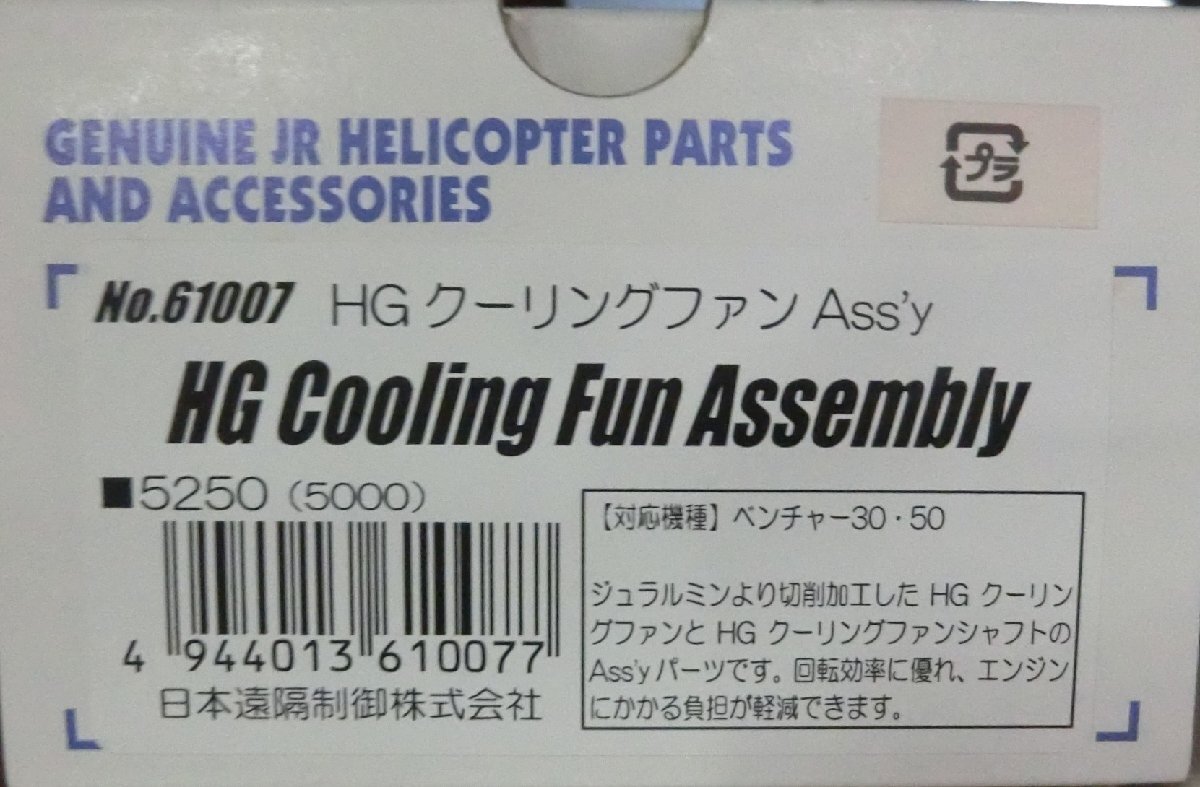 GENUINE JR HELICOPTER PARTS
AND ACCESSORIES
プラ
No.61007 HG クーリングファン Ass'y
HG Cooling Fun Assembly
■5250 (5000)
4 944013 610077
日本遠隔制御株式会社
【対応機種】ベンチャー30・50
ジュラルミンより切削加工した HG クーリン
グファンと HG クーリングファンシャフトの
Ass'yパーツです。回転効率に優れ、エンジン
にかかる負担が軽減できます。